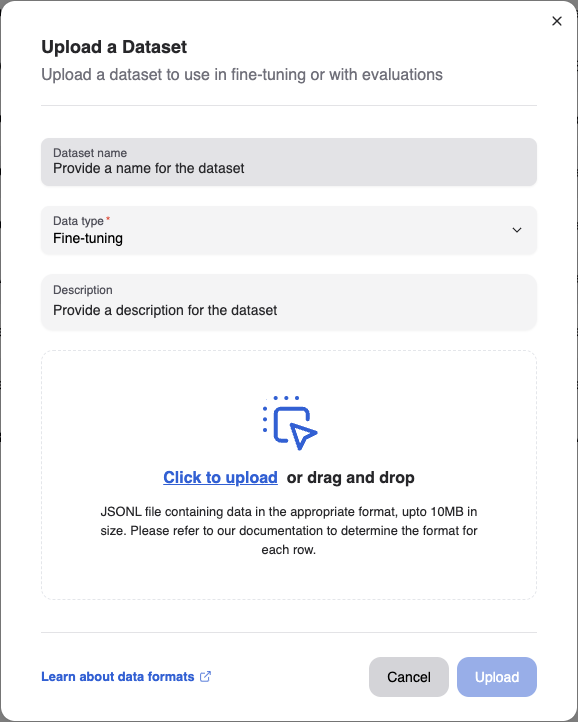 Upload a Dataset
Upload a dataset to use in fine-tuning or with evaluations
Dataset name
Provide a name for the dataset
Data type *
Fine-tuning
Description
Provide a description for the dataset
Click to upload or drag and drop
JSONL file containing data in the appropriate format, upto 10MB in
size. Please refer to our documentation to determine the format for
each row.
Learn about data formats
Cancel
Upload